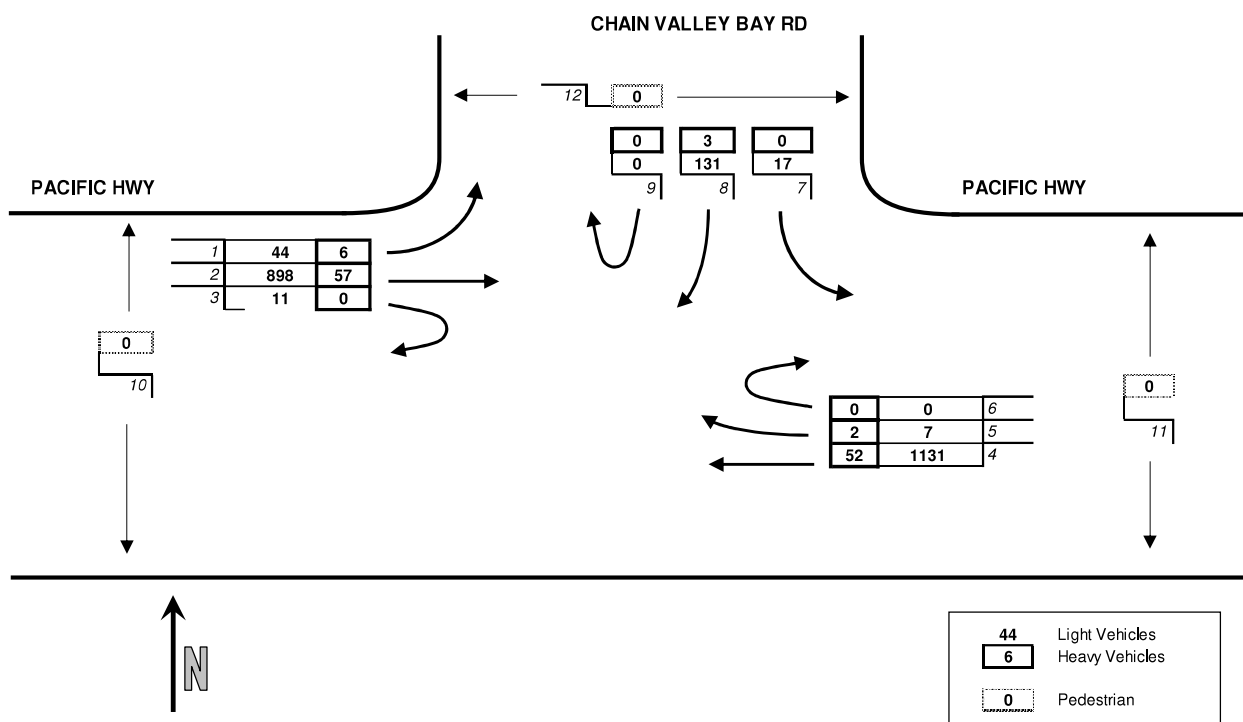 CHAIN VALLEY BAY RD
12 0
0 3 0
0 131 17
9 8 7
PACIFIC HWY
PACIFIC HWY
1 44 6
2 898 57
3 11 0
0
10
0
11
0 0 6
2 7 5
52 1131 4
N
44 Light Vehicles
6 Heavy Vehicles
0 Pedestrian